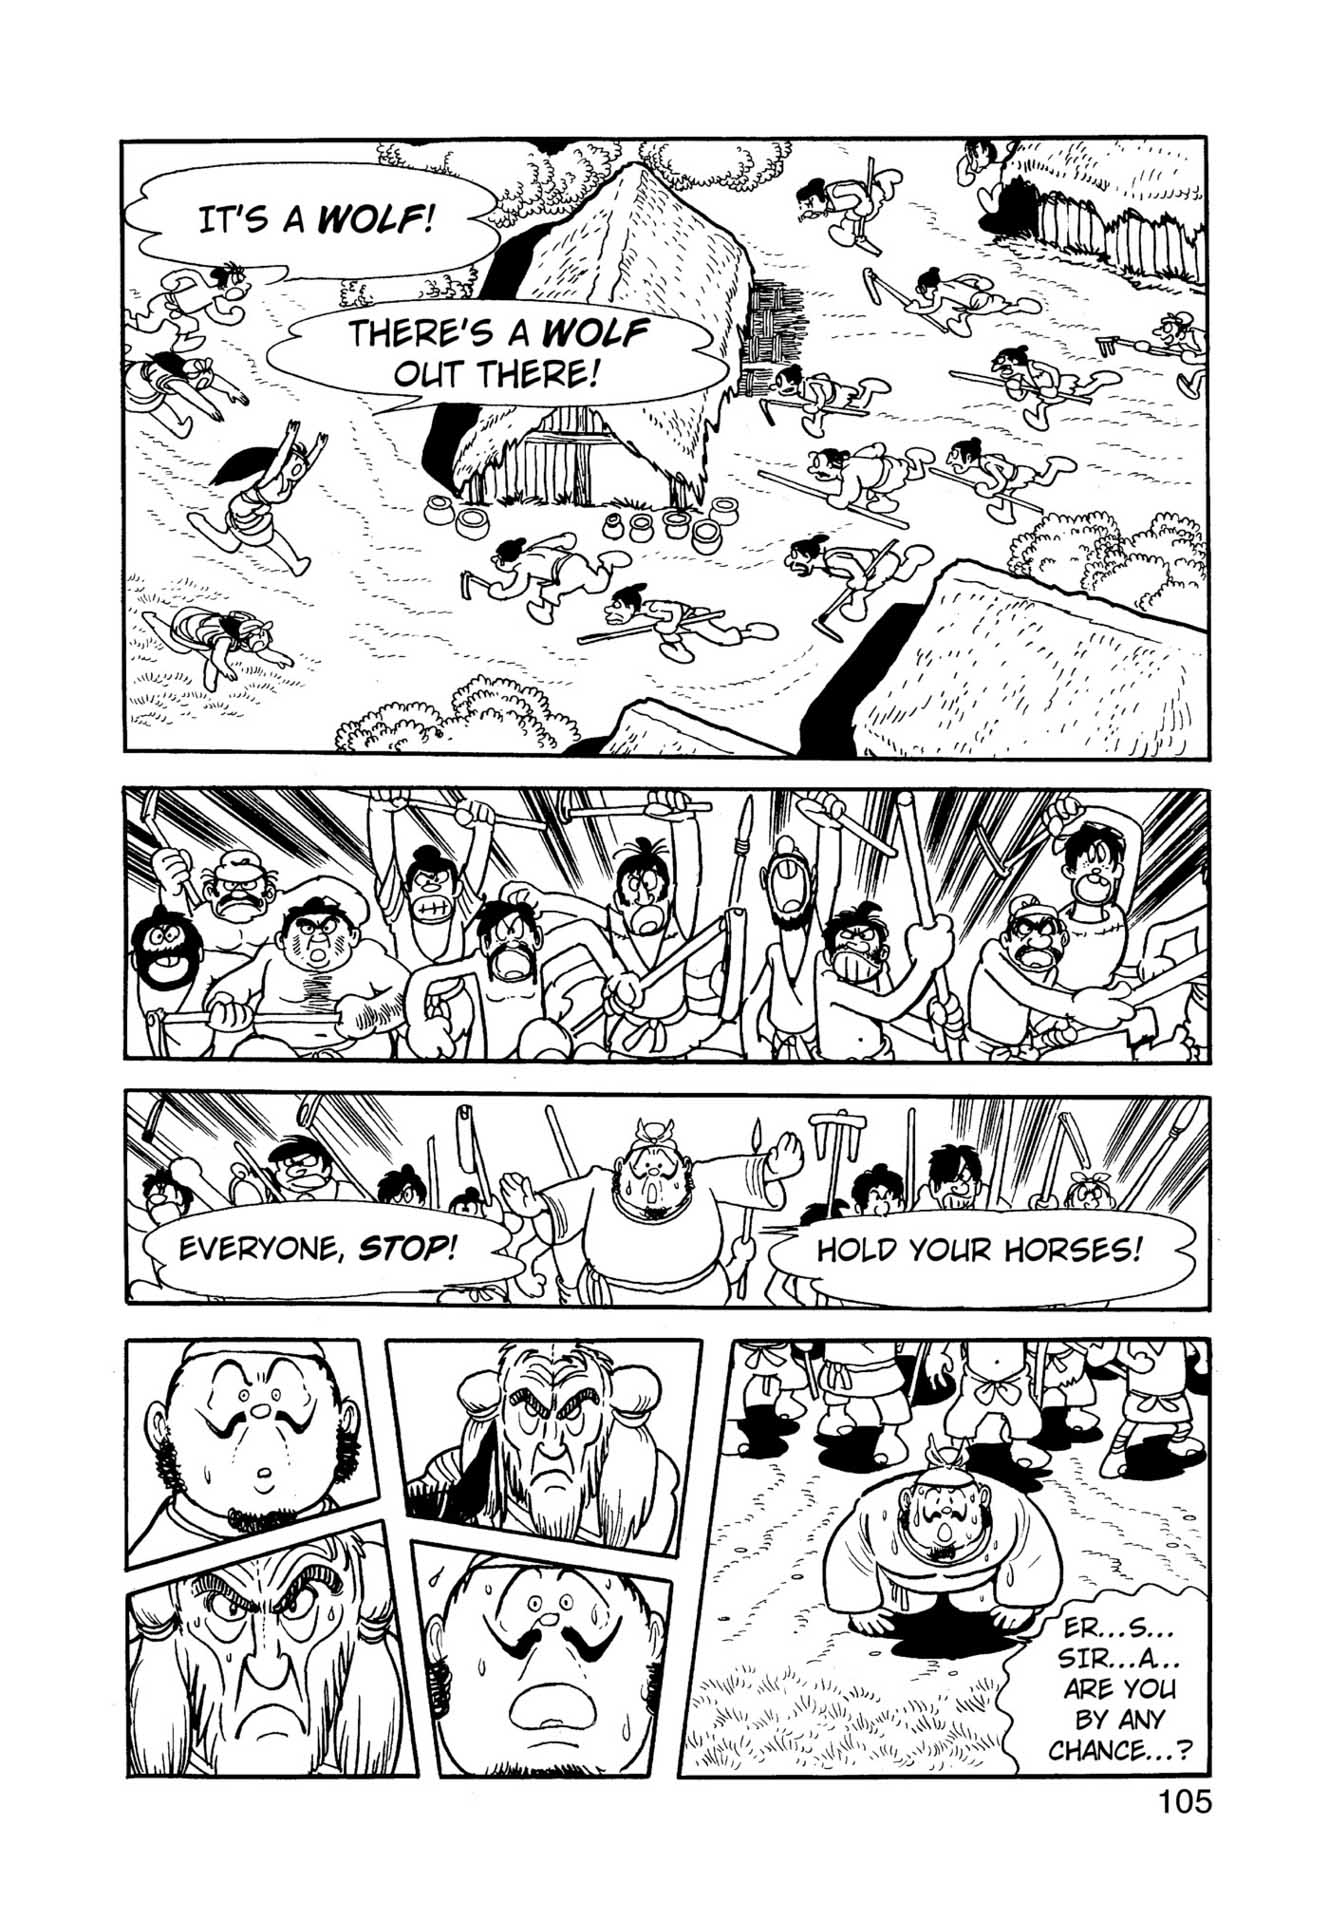 IT'S A WOLF!
THERE'S A WOLF
OUT THERE!
EVERYONE, STOP!
HOLD YOUR HORSES!
ER...S...
SIR...A...
ARE YOU
BY ANY
CHANCE...?
105